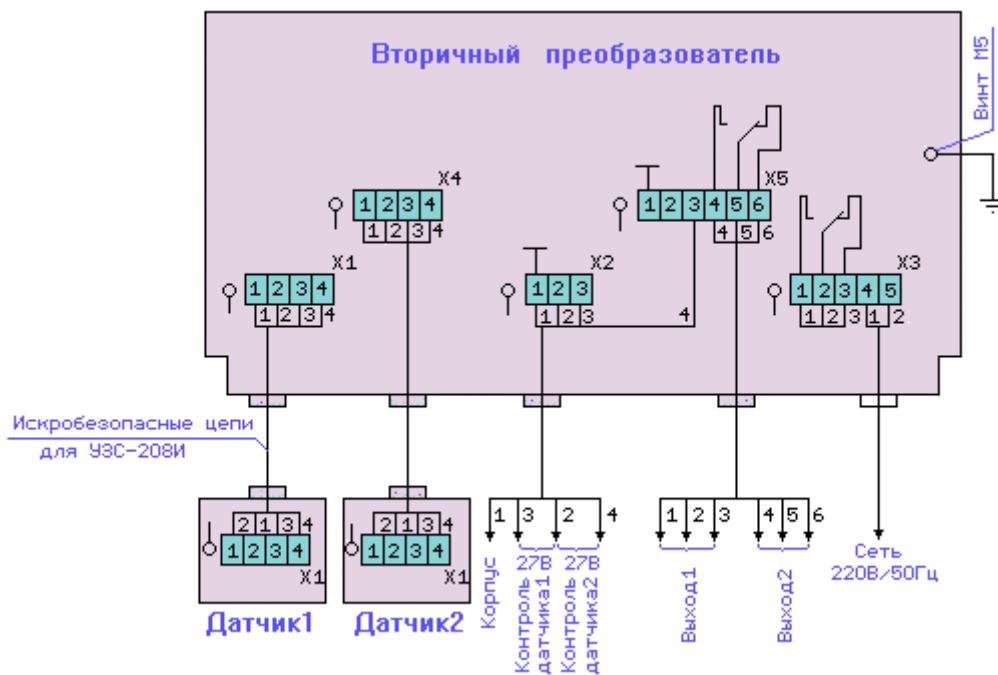 Вторичный преобразователь
Винт М5
X4
1 2 3 4
1 2 3 4
X5
1 2 3 4 5 6
4 5 6
X1
1 2 3 4
1 2 3 4
X2
1 2 3
1 2 3
4
X3
1 2 3 4 5
1 2 3 1 2
Искробезопасные цепи
для УЗС-208И
2 1 3 4
1 2 3 4
X1
Датчик1
2 1 3 4
1 2 3 4
X1
Датчик2
1 3 2 4
Корпус
Контроль 27В
датчика1
Контроль 27В
датчика2
1 2 3
Выход1
4 5 6
Выход2
Сеть
220В/50Гц